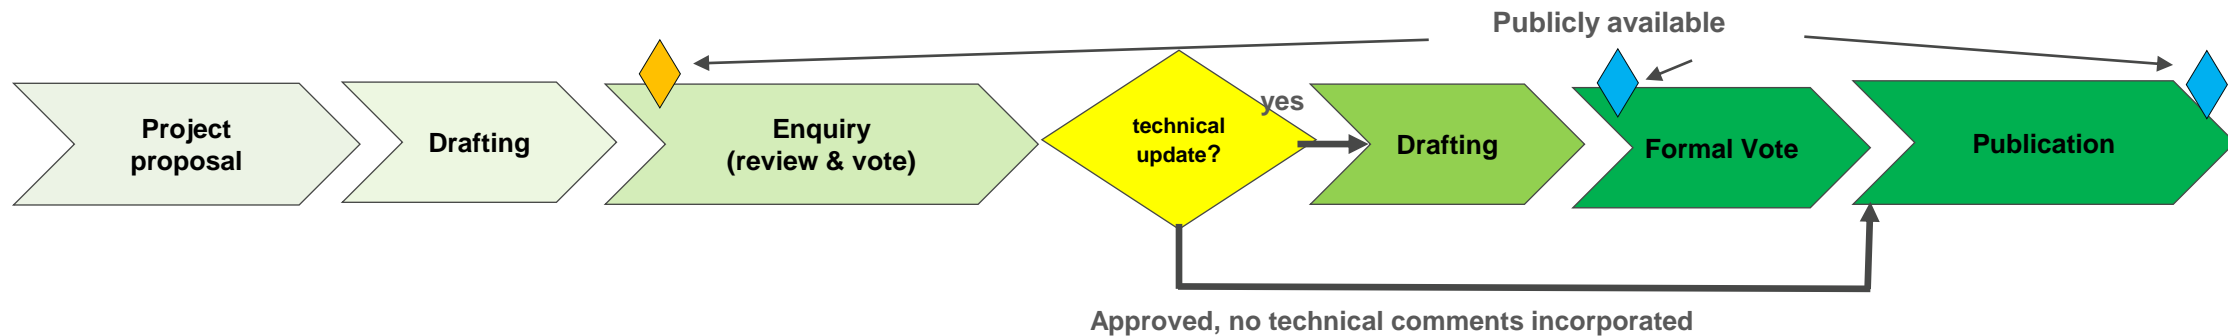 Publicly available
Project
proposal
Drafting
Enquiry
(review & vote)
technical
update?
yes
Drafting
Formal Vote
Publication
Approved, no technical comments incorporated